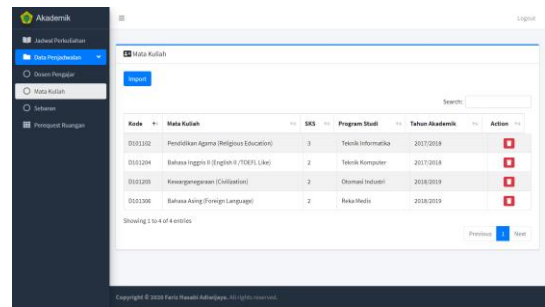 Akademik
Logout
Jadwal Perkuliahan
Data Penjadwalan
Dosen Pengajar
Mata Kuliah
Sebaran
Pemquest Ruangan
Mata Kuliah
Import
Search:
Kode Mata Kuliah SKS Program Studi Tahun Akademik Action
D101102 Pendidikan Agama (Religious Education) 3 Teknik Informatika 2017/2018
D101204 Bahasa Inggris II (English II /TOEFL Like) 2 Teknik Komputer 2017/2018
D101205 Kewarganegaraan (Civilization) 2 Otomasi Industri 2018/2019
D101306 Bahasa Asing (Foreign Language) 2 Reka Medis 2018/2019
Showing 1 to 4 of 4 entries
Previous 1 Next
Copyright © 2020 Faris Hasabi Adiwijaya. All rights reserved.